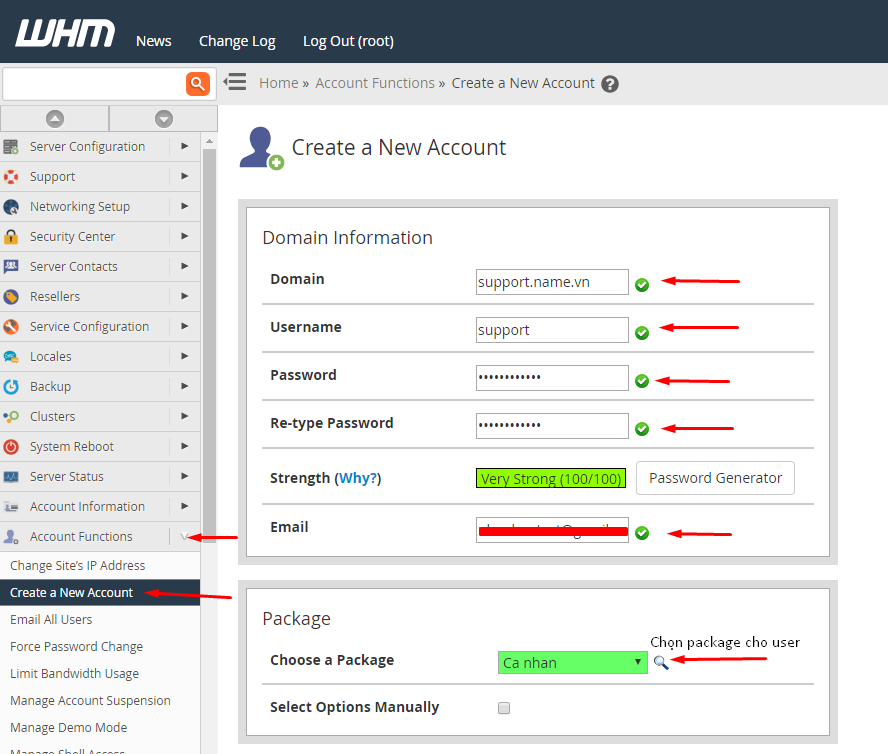 WHM News Change Log Log Out (root)
Home » Account Functions » Create a New Account
Server Configuration
Support
Networking Setup
Security Center
Server Contacts
Resellers
Service Configuration
Locales
Backup
Clusters
System Reboot
Server Status
Account Information
Account Functions
Change Site's IP Address
Create a New Account
Email All Users
Force Password Change
Limit Bandwidth Usage
Manage Account Suspension
Manage Demo Mode
Manage Shell Access
Create a New Account
Domain Information
Domain support.name.vn
Username support
Password ••••••••••••
Re-type Password ••••••••••••
Strength (Why?) Very Strong (100/100) Password Generator
Email
Package
Chọn package cho user
Choose a Package Ca nhan
Select Options Manually